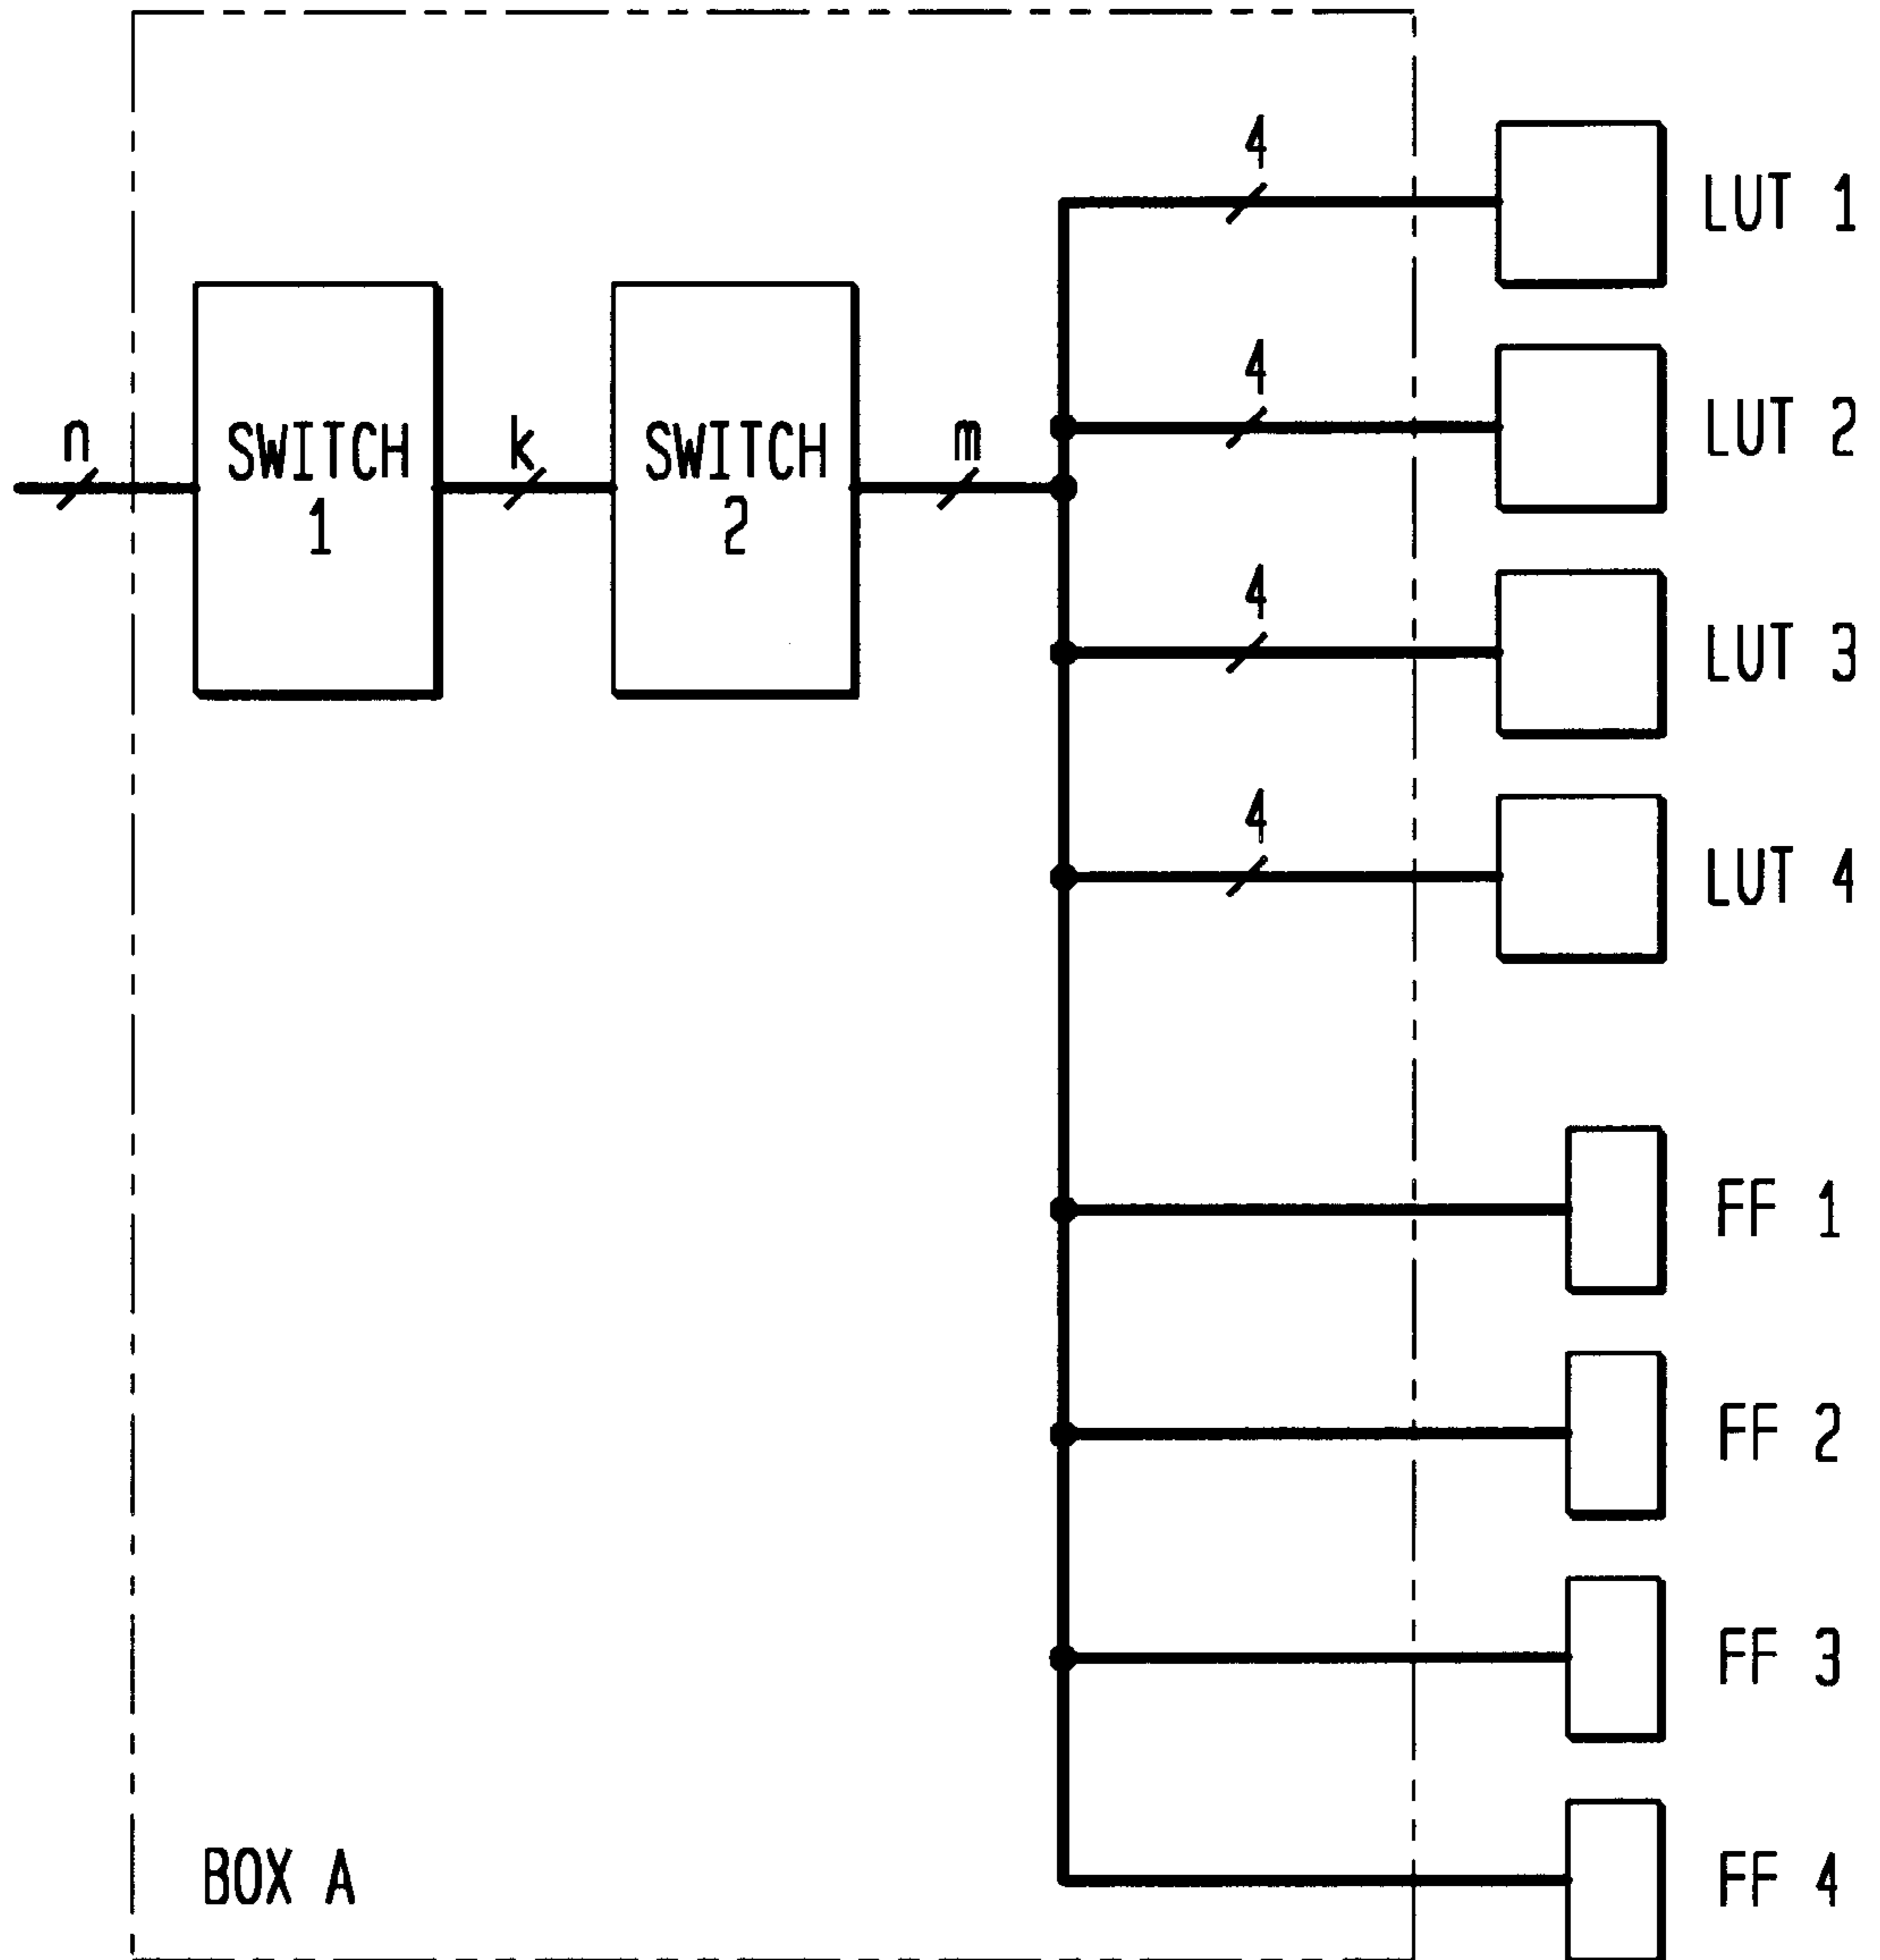 4
LUT 1
4
LUT 2
n
SWITCH
1
k
SWITCH
2
m
4
LUT 3
4
LUT 4
FF 1
FF 2
FF 3
BOX A
FF 4